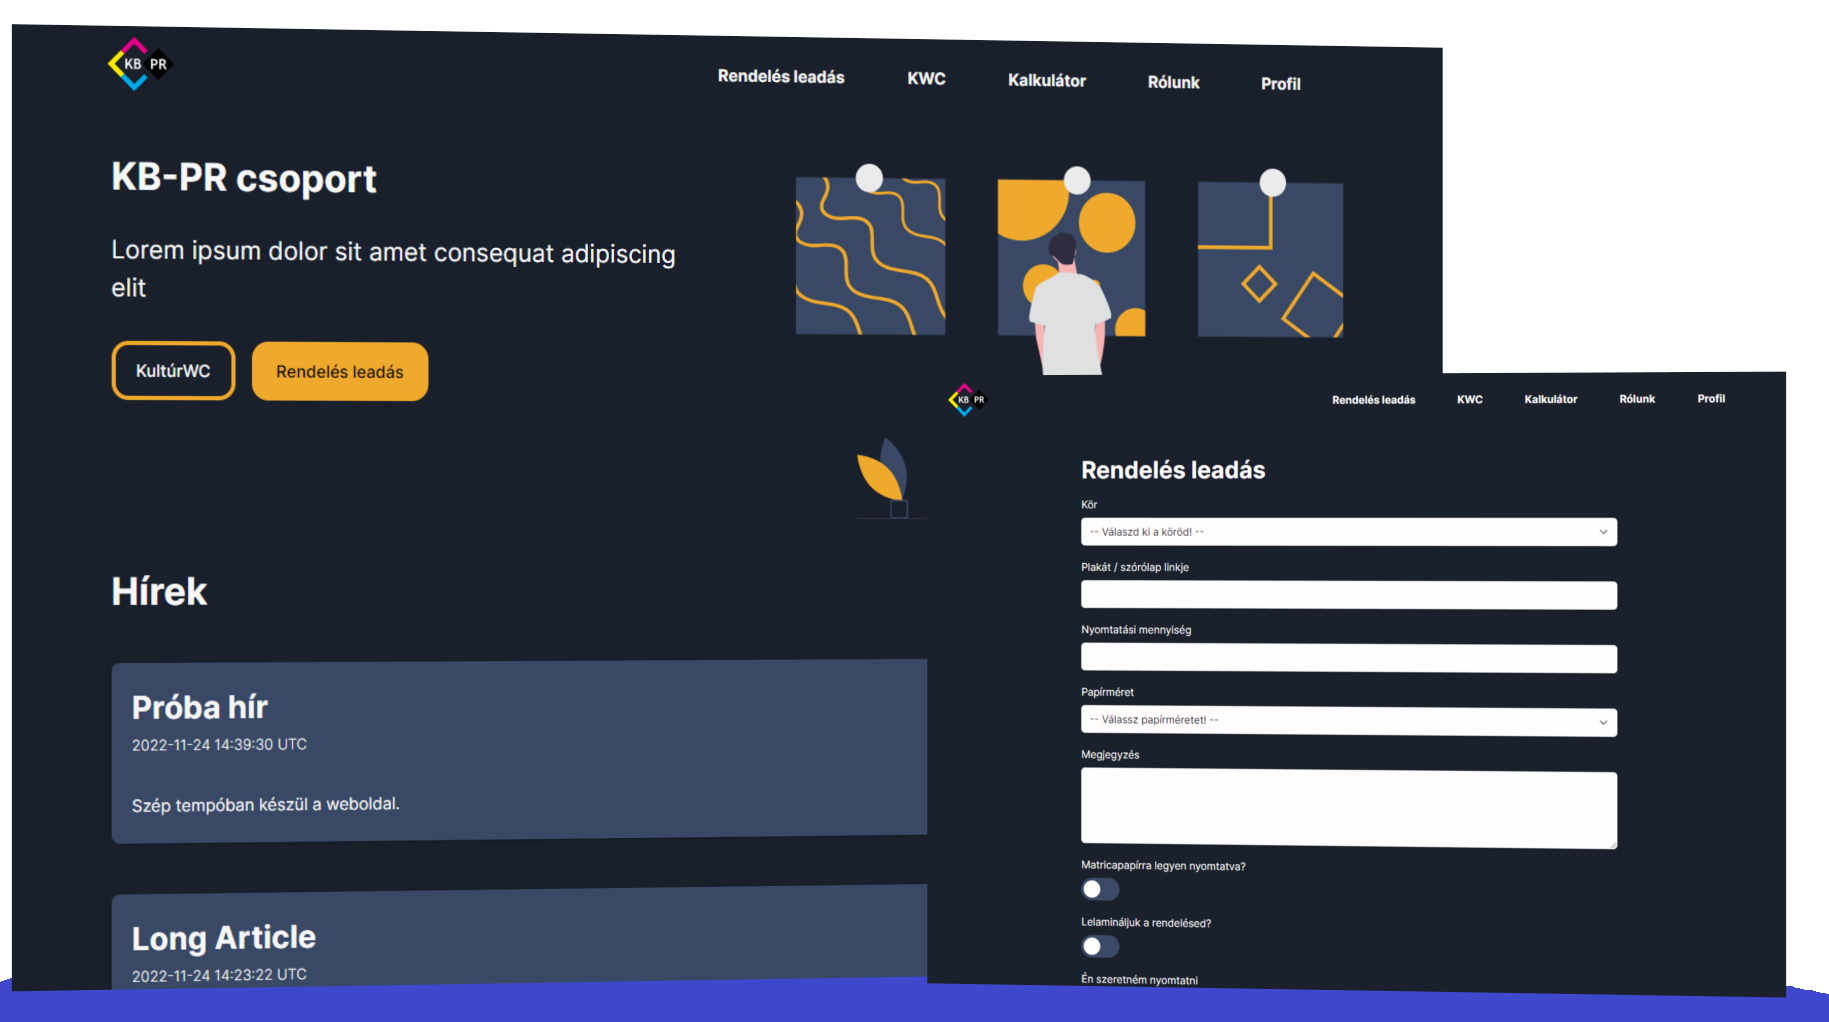 KB PR
Rendelés leadás
KWC
Kalkulátor
Rólunk
Profil
KB-PR csoport
Lorem ipsum dolor sit amet consequat adipiscing
elit
KultúrWC
Rendelés leadás
Hírek
Próba hír
2022-11-24 14:39:30 UTC
Szép tempóban készül a weboldal.
Long Article
2022-11-24 14:23:22 UTC
KB PR
Rendelés leadás
KWC
Kalkulátor
Rólunk
Profil
Rendelés leadás
Kör
-- Válaszd ki a köröd! --
Plakát / szórólap linkje
Nyomtatási mennyiség
Papírméret
-- Válassz papírméretet! --
Megjegyzés
Matricapapírra legyen nyomtatva?
Lelamináljuk a rendelésed?
Én szeretném nyomtatni